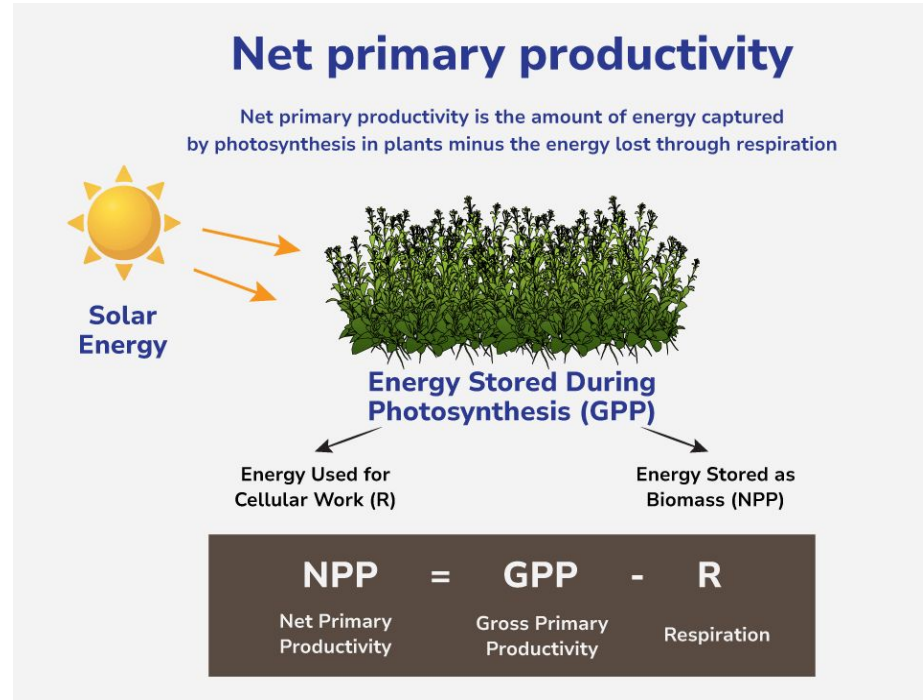 Net primary productivity
Net primary productivity is the amount of energy captured
by photosynthesis in plants minus the energy lost through respiration
Solar
Energy
Energy Stored During
Photosynthesis (GPP)
Energy Used for
Cellular Work (R)
Energy Stored as
Biomass (NPP)
NPP = GPP - R
Net Primary
Productivity
Gross Primary
Productivity
Respiration